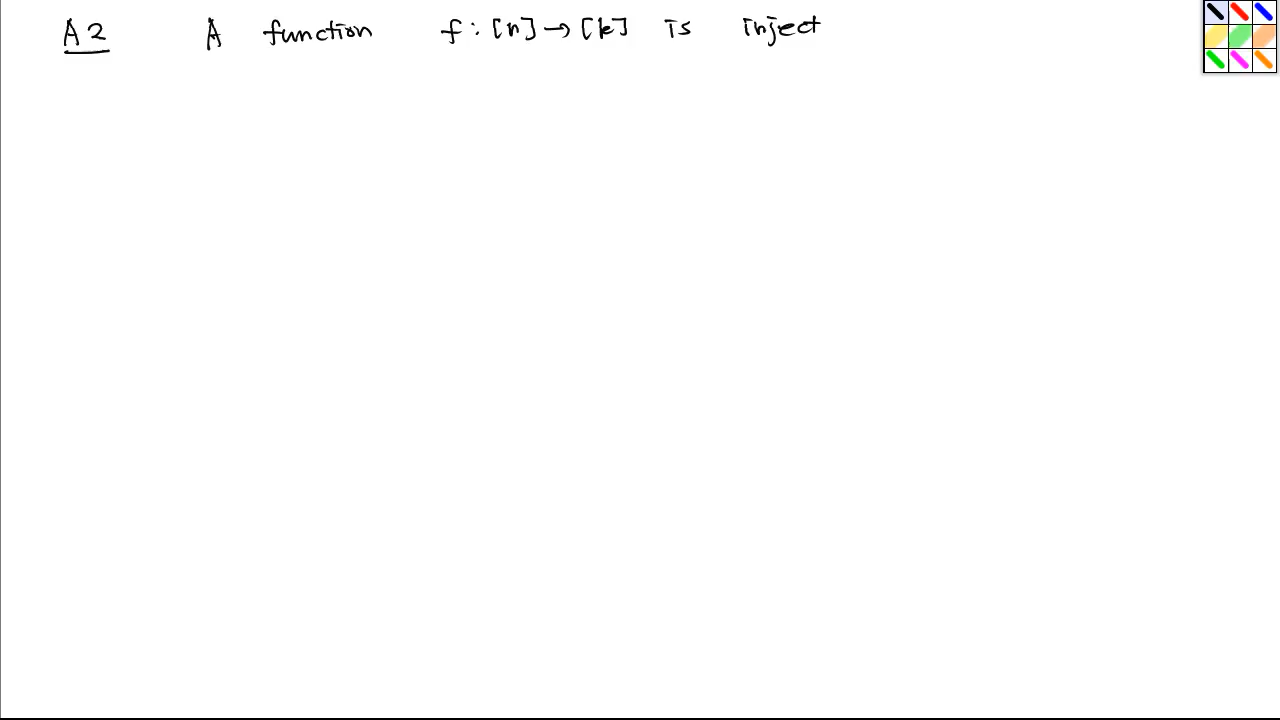 A2 A function f : [n] → [k] is inject